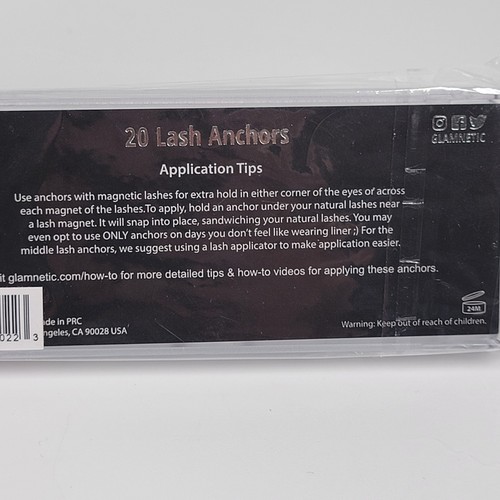 20 Lash Anchors
GLAMNETIC
Application Tips
Use anchors with magnetic lashes for extra hold in either corner of the eyes or across
each magnet of the lashes.To apply, hold an anchor under your natural lashes near
a lash magnet. It will snap into place, sandwiching your natural lashes. You may
even opt to use ONLY anchors on days you don't feel like wearing liner ;) For the
middle lash anchors, we suggest using a lash applicator to make application easier.
it glamnetic.com/how-to for more detailed tips & how-to videos for applying these anchors.
24M
de in PRC
ngeles, CA 90028 USA
Warning: Keep out of reach of children.
022 3